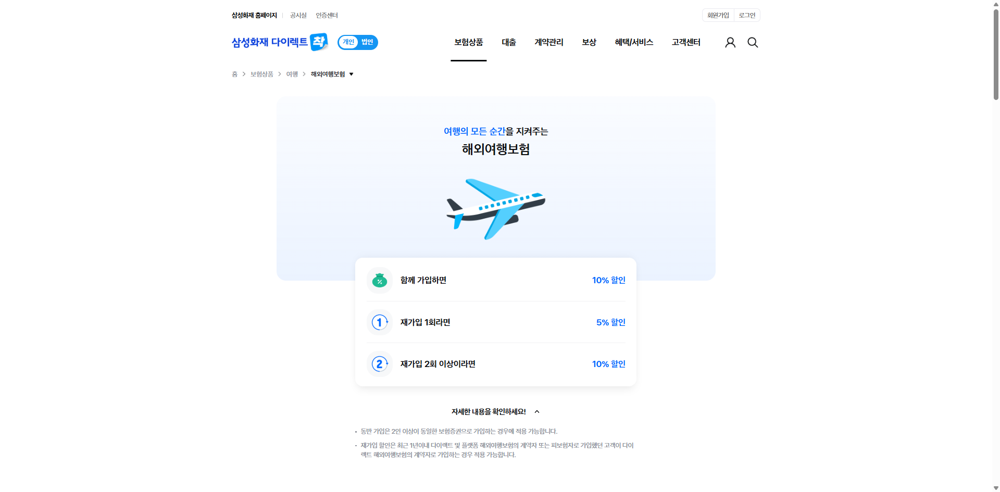 삼성화재 홈페이지 공시실 인증센터 회원가입 로그인
삼성화재 다이렉트 착 개인 법인 보험상품 대출 계약관리 보상 혜택/서비스 고객센터
홈 보험상품 여행 해외여행보험
여행의 모든 순간을 지켜주는
해외여행보험
함께 가입하면 10% 할인
1 재가입 1회라면 5% 할인
2 재가입 2회 이상이라면 10% 할인
자세한 내용을 확인하세요!
동반 가입은 2인 이상이 동일한 보험증권으로 가입하는 경우에 적용 가능합니다.
재가입 할인은 최근 1년이내 다이렉트 및 플랫폼 해외여행보험의 계약자 또는 피보험자로 가입했던 고객이 다이
렉트 해외여행보험의 계약자로 가입하는 경우 적용 가능합니다.